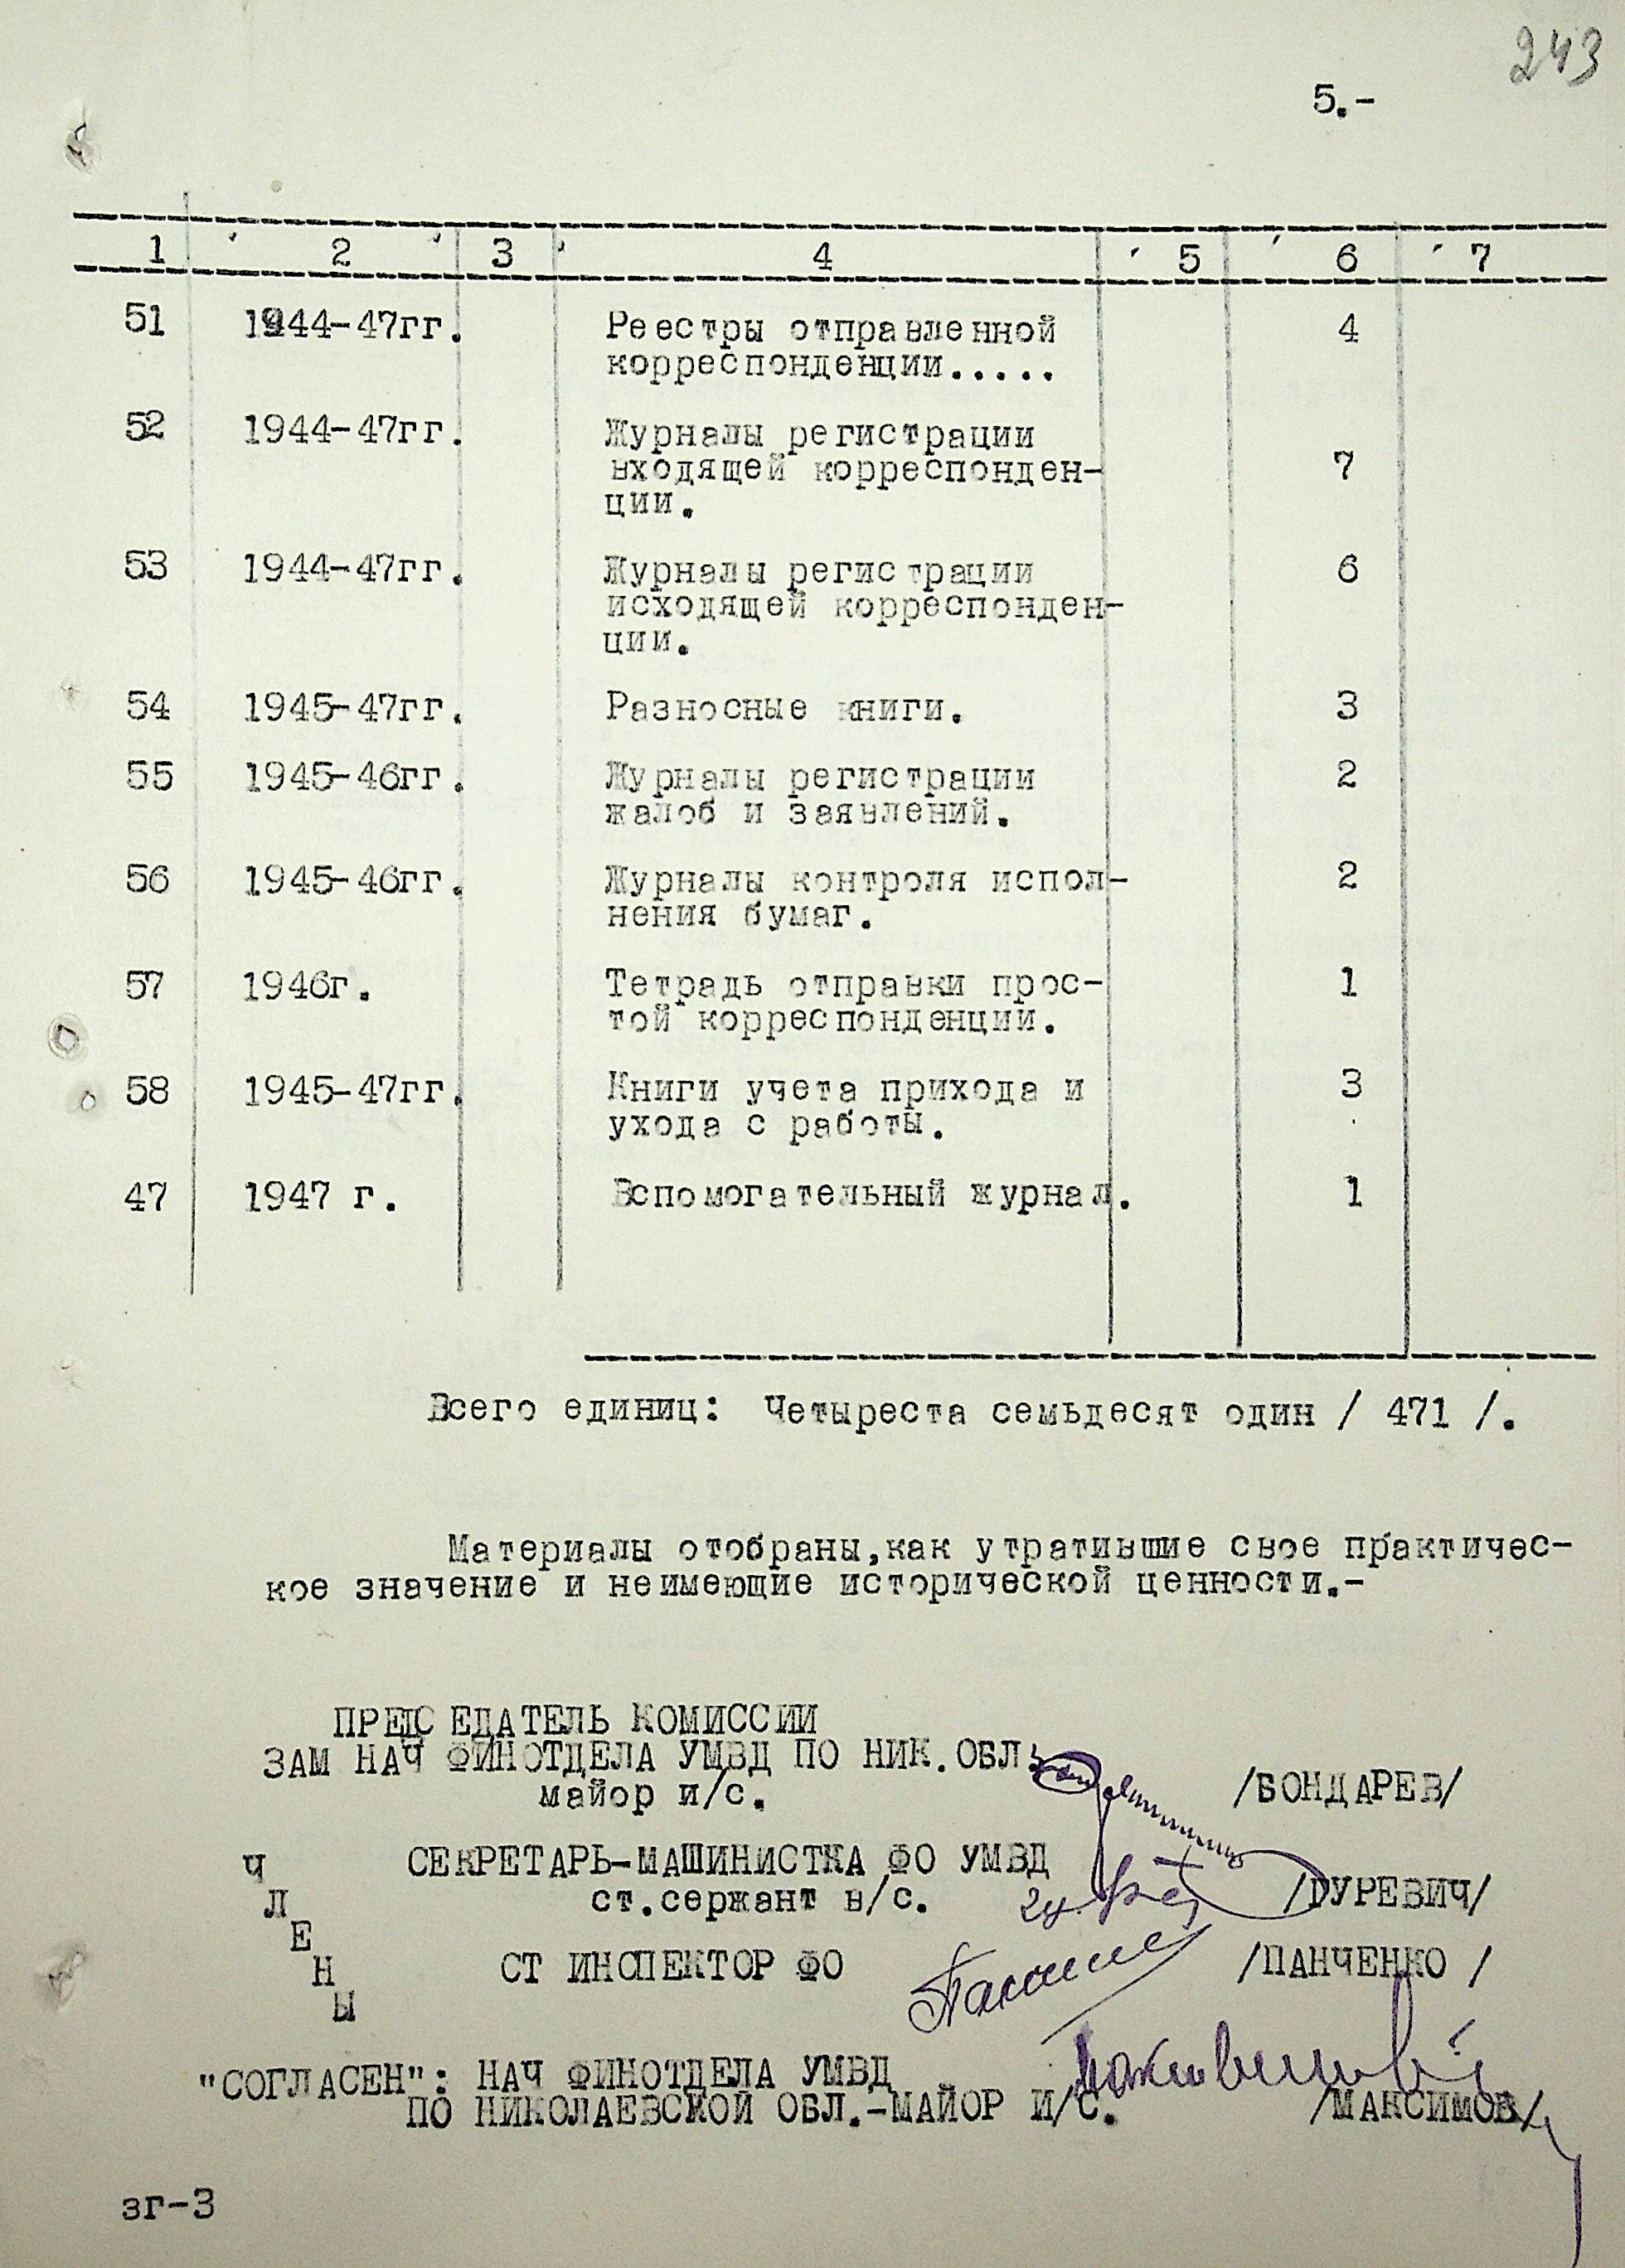 243
5.-
1 2 3 4 5 6 7
51 1944-47гг. Реестры отправленной 4
корреспонденции.....
52 1944-47гг. Журналы регистрации
входящей корреспонден- 7
ции.
53 1944-47гг. Журналы регистрации 6
исходящей корреспонден-
ции.
54 1945-47гг. Разносные книги. 3
55 1945-46гг. Журналы регистрации 2
жалоб и заявлений.
56 1945-46гг. Журналы контроля испол- 2
нения бумаг.
57 1946г. Тетрадь отправки прос- 1
той корреспонденции.
58 1945-47гг. Книги учета прихода и 3
ухода с работы.
47 1947 г. Вспомогательный журнал. 1
Всего единиц: Четыреста семьдесят один / 471 /.
Материалы отобраны,как утратившие свое практичес-
кое значение и неимеющие исторической ценности.-
ПРЕДСЕДАТЕЛЬ КОМИССИИ
ЗАМ НАЧ ФИНОТДЕЛА УМВД ПО НИК.ОБЛ.
майор и/с. /БОНДАРЕВ/
ЧЛЕНЫ СЕКРЕТАРЬ-МАШИНИСТКА ФО УМВД
ст.сержант в/с. /ГУРЕВИЧ/
СТ ИНСПЕКТОР ФО /ПАНЧЕНКО /
"СОГЛАСЕН": НАЧ ФИНОТДЕЛА УМВД
ПО НИКОЛАЕВСКОЙ ОБЛ.-МАЙОР И/С. /МАКСИМОВ/
зг-3